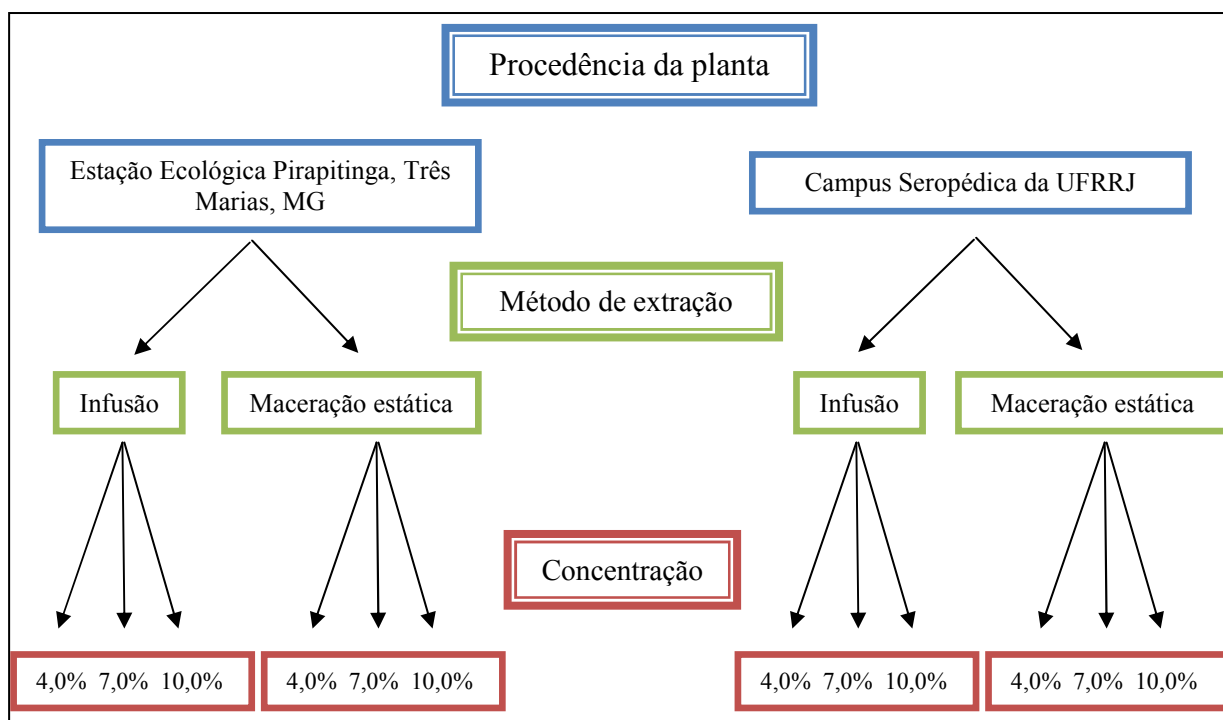 Procedência da planta
Estação Ecológica Pirapitinga, Três
Marias, MG
Campus Seropédica da UFRRJ
Método de extração
Infusão
Maceração estática
Infusão
Maceração estática
Concentração
4,0% 7,0% 10,0%
4,0% 7,0% 10,0%
4,0% 7,0% 10,0%
4,0% 7,0% 10,0%